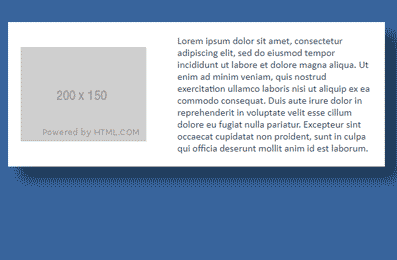 200 x 150
Powered by HTML.COM
Lorem ipsum dolor sit amet, consectetur
adipiscing elit, sed do eiusmod tempor
incididunt ut labore et dolore magna aliqua. Ut
enim ad minim veniam, quis nostrud
exercitation ullamco laboris nisi ut aliquip ex ea
commodo consequat. Duis aute irure dolor in
reprehenderit in voluptate velit esse cillum
dolore eu fugiat nulla pariatur. Excepteur sint
occaecat cupidatat non proident, sunt in culpa
qui officia deserunt mollit anim id est laborum.